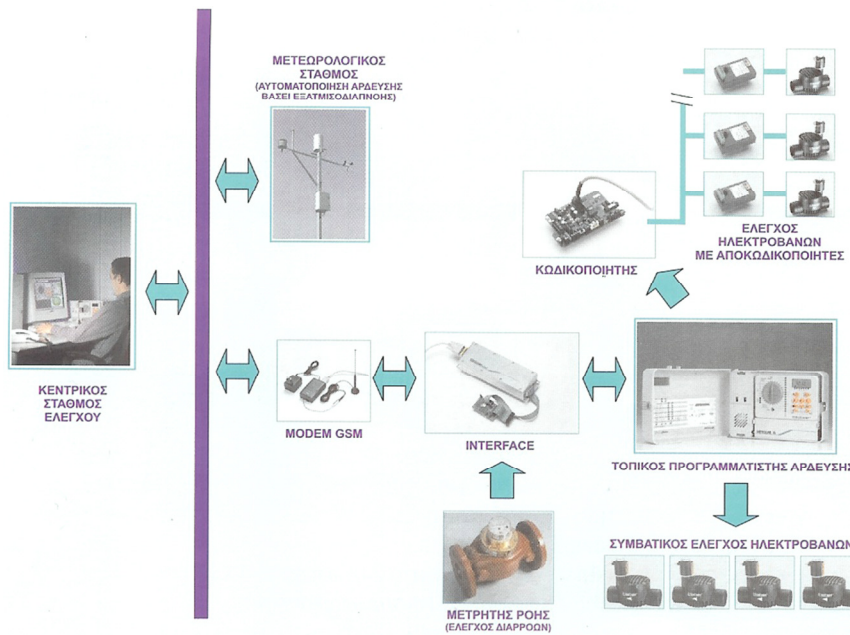 ΜΕΤΕΩΡΟΛΟΓΙΚΟΣ
ΣΤΑΘΜΟΣ
(ΑΥΤΟΜΑΤΟΠΟΙΗΣΗ ΑΡΔΕΥΣΗΣ
ΒΑΣΕΙ ΕΞΑΤΜΙΣΟΔΙΑΠΝΟΗΣ)
ΕΛΕΓΧΟΣ
ΗΛΕΚΤΡΟΒΑΝΩΝ
ΜΕ ΑΠΟΚΩΔΙΚΟΠΟΙΗΤΕΣ
ΚΩΔΙΚΟΠΟΙΗΤΗΣ
ΚΕΝΤΡΙΚΟΣ
ΣΤΑΘΜΟΣ
ΕΛΕΓΧΟΥ
MODEM GSM
INTERFACE
ΤΟΠΙΚΟΣ ΠΡΟΓΡΑΜΜΑΤΙΣΤΗΣ ΑΡΔΕΥΣΗΣ
ΣΥΜΒΑΤΙΚΟΣ ΕΛΕΓΧΟΣ ΗΛΕΚΤΡΟΒΑΝΩΝ
ΜΕΤΡΗΤΗΣ ΡΟΗΣ
(ΕΛΕΓΧΟΣ ΔΙΑΡΡΟΩΝ)